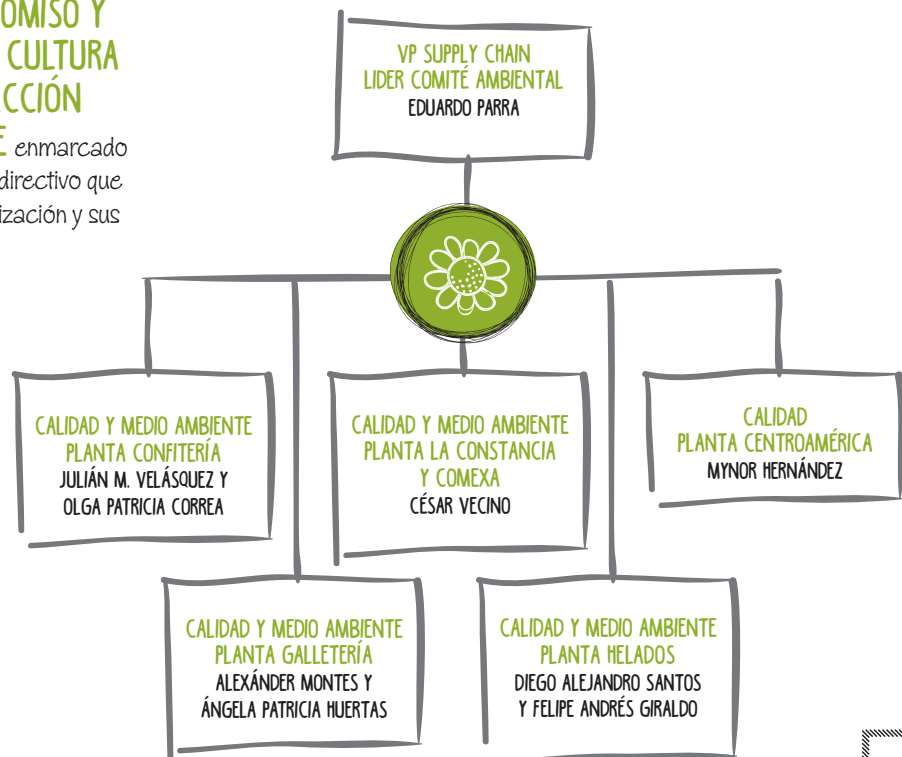 OMISO Y
CULTURA
CCIÓN
E enmarcado
directivo que
ización y sus
VP SUPPLY CHAIN
LIDER COMITÉ AMBIENTAL
EDUARDO PARRA
CALIDAD Y MEDIO AMBIENTE
PLANTA CONFITERÍA
JULIÁN M. VELÁSQUEZ Y
OLGA PATRICIA CORREA
CALIDAD Y MEDIO AMBIENTE
PLANTA LA CONSTANCIA
Y COMEXA
CÉSAR VECINO
CALIDAD
PLANTA CENTROAMÉRICA
MYNOR HERNÁNDEZ
CALIDAD Y MEDIO AMBIENTE
PLANTA GALLETERÍA
ALEXÁNDER MONTES Y
ÁNGELA PATRICIA HUERTAS
CALIDAD Y MEDIO AMBIENTE
PLANTA HELADOS
DIEGO ALEJANDRO SANTOS
Y FELIPE ANDRÉS GIRALDO